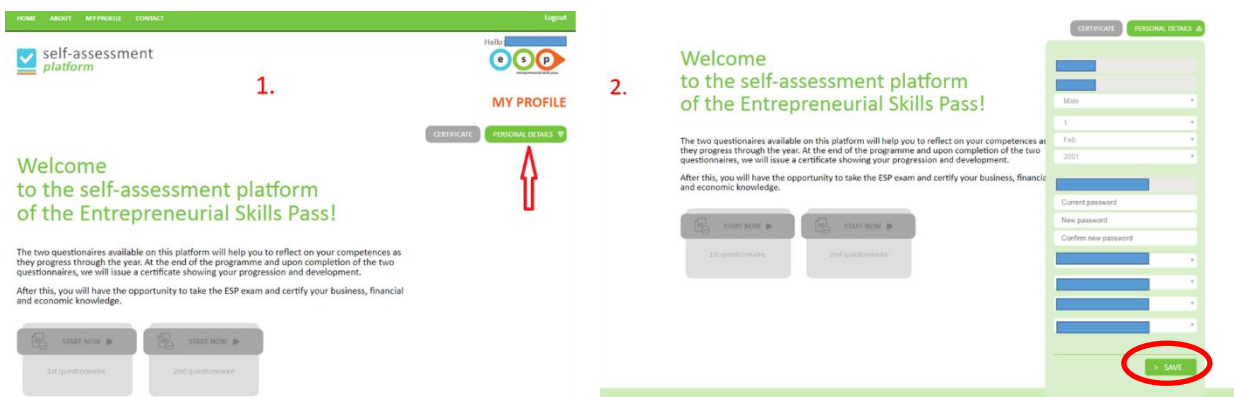 HOME ABOUT MY PROFILE CONTACT Logout
self-assessment
platform
Hello,
esp
entrepreneurial skills pass
1.
MY PROFILE
CERTIFICATE PERSONAL DETAILS
Welcome
to the self-assessment platform
of the Entrepreneurial Skills Pass!
The two questionaires available on this platform will help you to reflect on your competences as
they progress through the year. At the end of the programme and upon completion of the two
questionnaires, we will issue a certificate showing your progression and development.
After this, you will have the opportunity to take the ESP exam and certify your business, financial
and economic knowledge.
START NOW START NOW
1st questionnaire 2nd questionnaire
2.
CERTIFICATE PERSONAL DETAILS
Welcome
to the self-assessment platform
of the Entrepreneurial Skills Pass!
The two questionaires available on this platform will help you to reflect on your competences as
they progress through the year. At the end of the programme and upon completion of the two
questionnaires, we will issue a certificate showing your progression and development.
After this, you will have the opportunity to take the ESP exam and certify your business, financia
and economic knowledge.
START NOW START NOW
1st questionnaire 2nd questionnaire
Male
1
Feb
2001
Current password
New password
Confirm new password
> SAVE